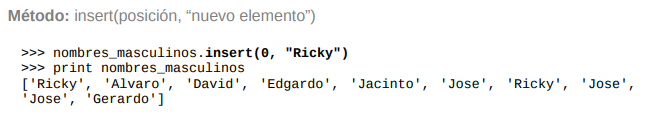 Método: insert(posición, “nuevo elemento”)
>>> nombres_masculinos.insert(0, "Ricky")
>>> print nombres_masculinos
['Ricky', 'Alvaro', 'David', 'Edgardo', 'Jacinto', 'Jose', 'Ricky', 'Jose',
'Jose', 'Gerardo']